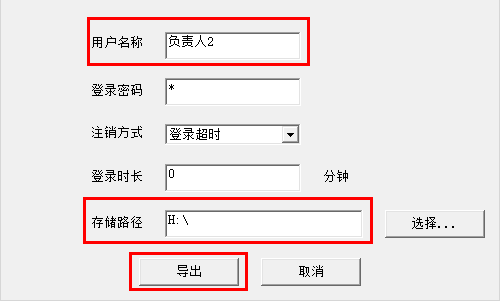 用户名称 负责人2
登录密码 *
注销方式 登录超时
登录时长 0 分钟
存储路径 H:\ 选择...
导出 取消